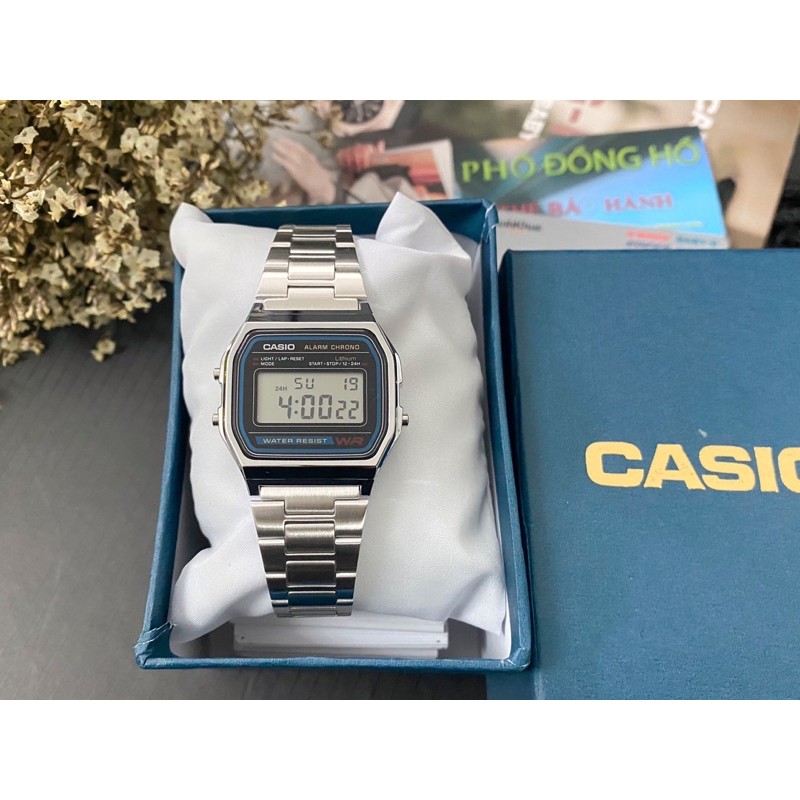 PHỐ ĐỒNG HỒ
CASIO
ALARM CHRONO
LIGHT / LAP • RESET
Lithium
MODE
START • STOP / 12 • 24H
24H
SU
19
4:00 22
WATER RESIST
WR
CASIO